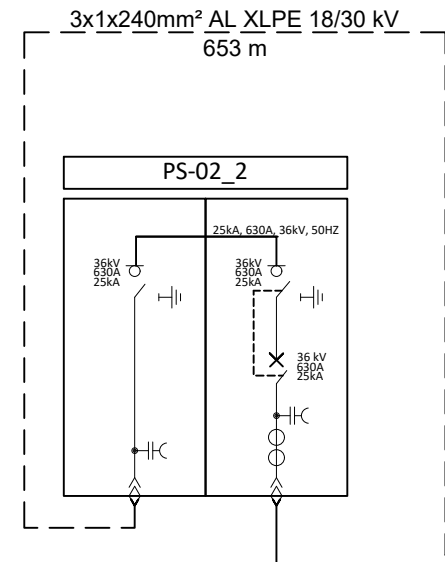 3x1x240mm² AL XLPE 18/30 kV
653 m
PS-02_2
25kA, 630A, 36kV, 50HZ
36kV
630A
25kA
36kV
630A
25kA
36 kV
630A
25kA